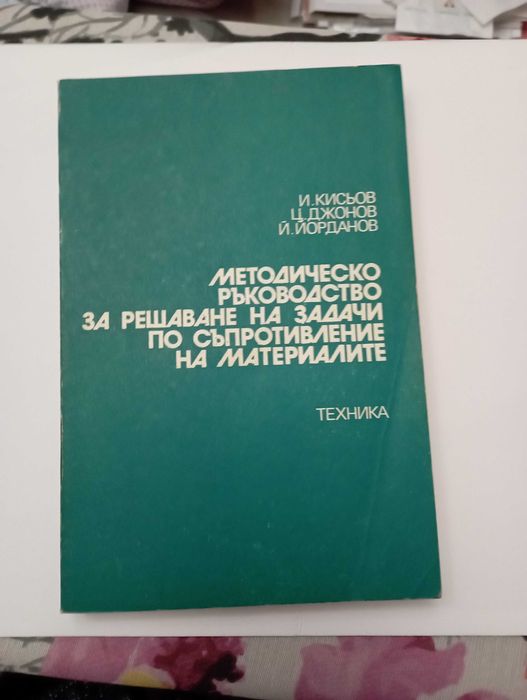 И. КИСЬОВ
Ц. ДЖОНОВ
Й. ЙОРДАНОВ
МЕТОДИЧЕСКО
РЪКОВОДСТВО
ЗА РЕШАВАНЕ НА ЗАДАЧИ
ПО СЪПРОТИВЛЕНИЕ
НА МАТЕРИАЛИТЕ
ТЕХНИКА